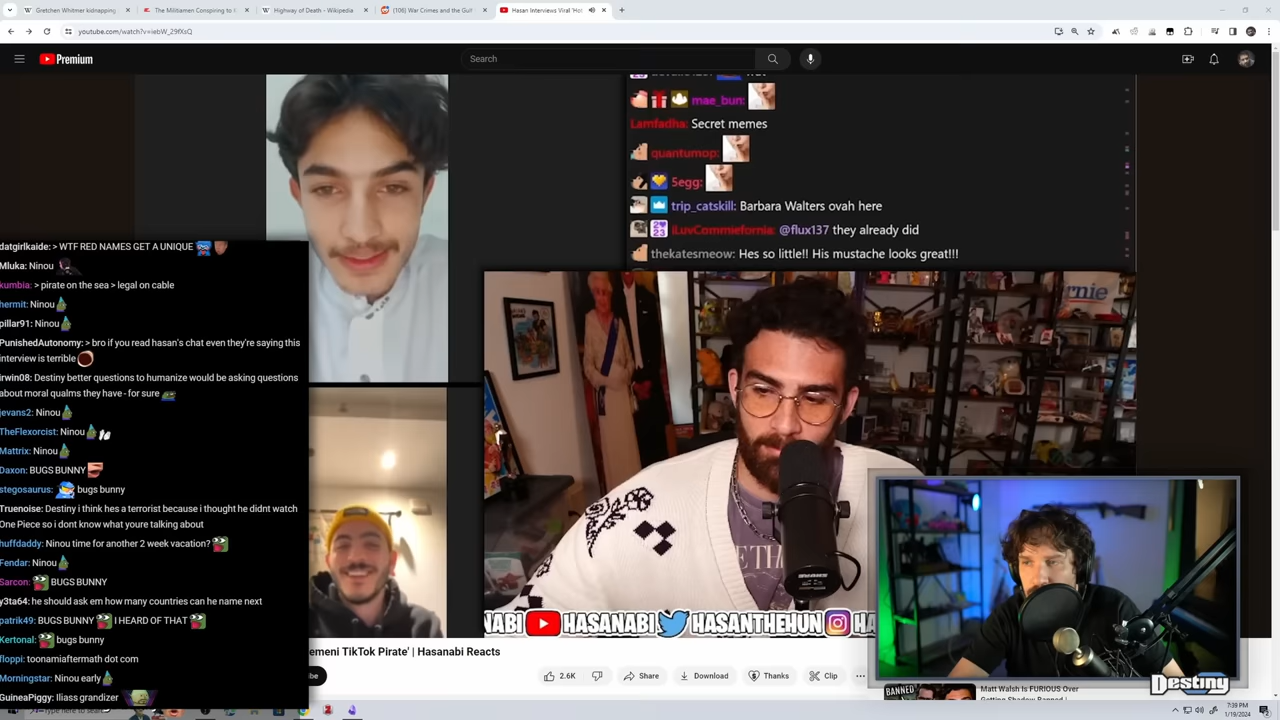 Gretchen Whitmer kidnapping
The Militiamen Conspiring to K
Highway of Death - Wikipedia
(106) War Crimes and the Gulf
Hasan Interviews Viral 'Ho
youtube.com/watch?v=iebW_29fXsQ
Premium
Search
mae_bun:
Lamfadha: Secret memes
quantumop:
5egg:
trip_catskill: Barbara Walters ovah here
iLuvCommiefornia: @flux137 they already did
thekatesmeow: Hes so little!! His mustache looks great!!!
datgirlkaide: > WTF RED NAMES GET A UNIQUE
Mluka: Ninou
kumbia: > pirate on the sea > legal on cable
hermit: Ninou
pillar91: Ninou
PunishedAutonomy: > bro if you read hasan's chat even they're saying this
interview is terrible
irwin08: Destiny better questions to humanize would be asking questions
about moral qualms they have - for sure
jevans2: Ninou
TheFlexorcist: Ninou
Mattrix: Ninou
Daxon: BUGS BUNNY
stegosaurus: bugs bunny
Truenoise: Destiny i think hes a terrorist because i thought he didnt watch
One Piece so i dont know what youre talking about
huffdaddy: Ninou time for another 2 week vacation?
Fendar: Ninou
Sarcon: BUGS BUNNY
y3ta64: he should ask em how many countries can he name next
patrik49: BUGS BUNNY I HEARD OF THAT
Kertonal: bugs bunny
floppi: toonamiaftermath dot com
Morningstar: Ninou early
GuineaPiggy: Iliass grandizer
ernie
NABI HASANABI HASANTHEHUN HA
emeni TikTok Pirate' | Hasanabi Reacts
be
2.6K
Share
Download
Thanks
Clip
BANNED
Matt Walsh is FURIOUS Over
Destiny
Type here to search
7:39 PM
1/19/2024